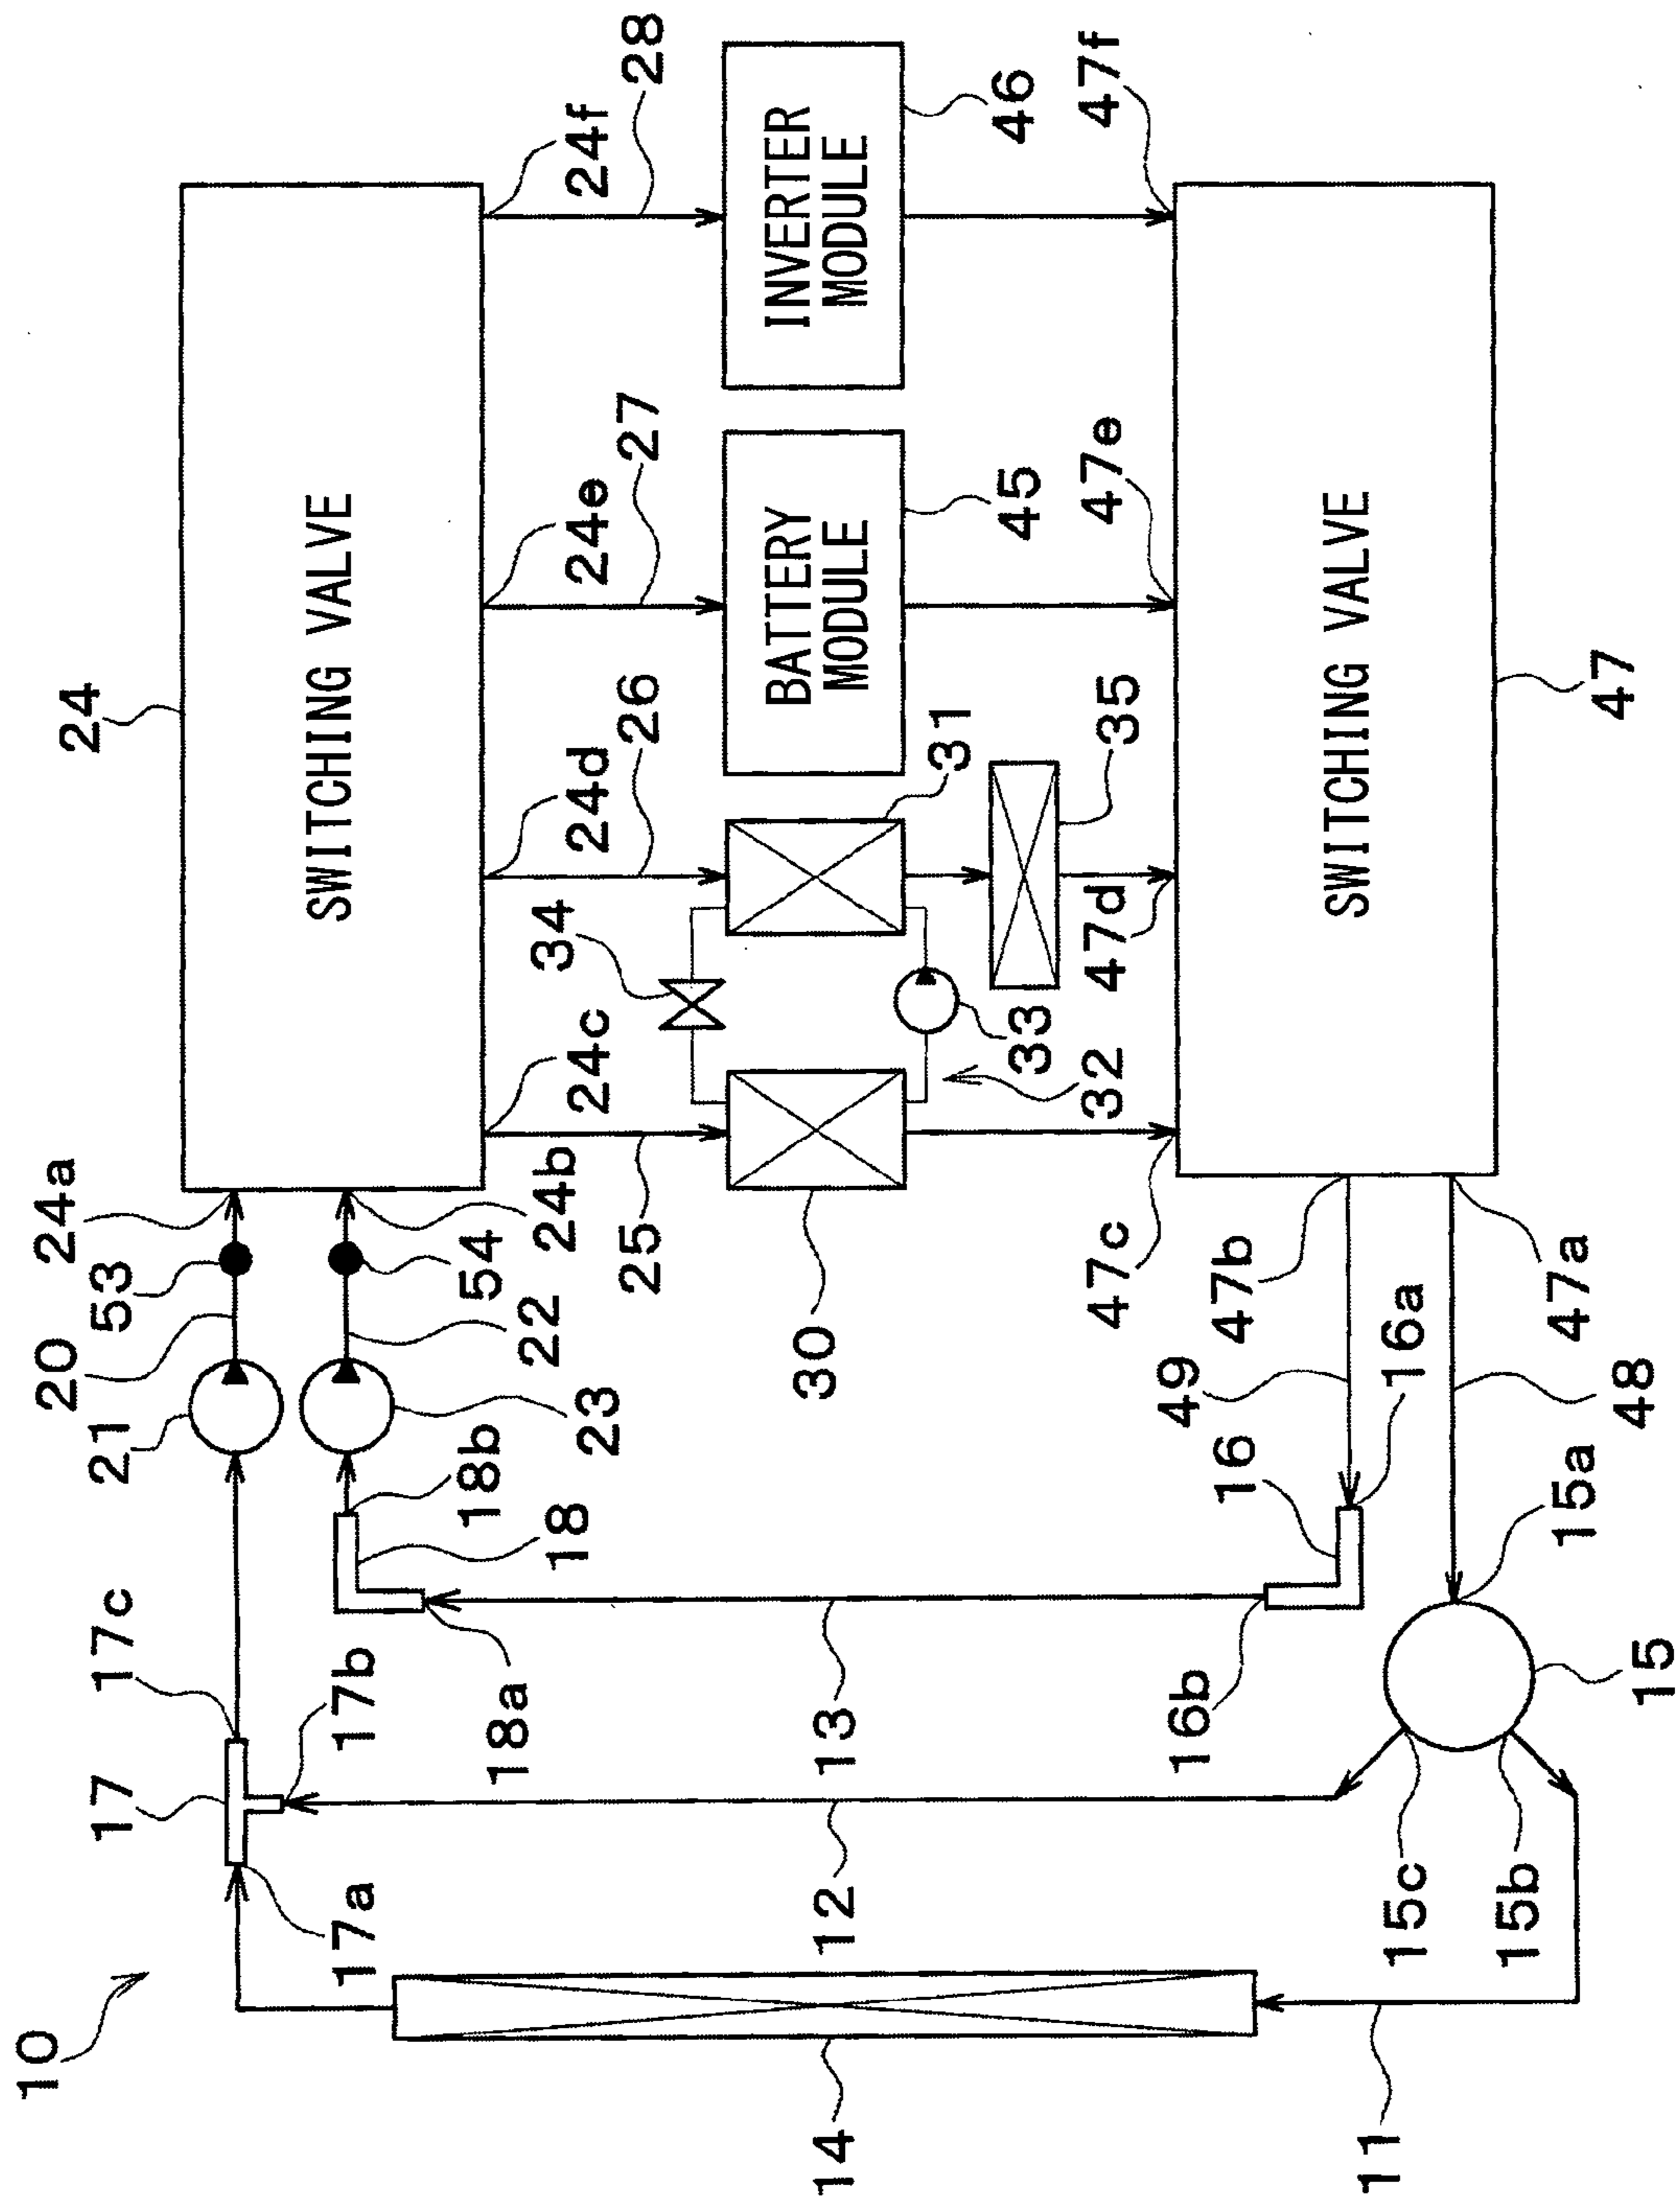 10
17
17c
21
20
53
24a
24
17a
17b
18a
18b
18
23
22
54
24b
SWITCHING VALVE
24c
34
24d
24e
24f
25
26
27
28
14
12
13
30
BATTERY
MODULE
INVERTER
MODULE
31
33
45
46
32
47c
47d
35
47e
47f
11
15c
15b
16b
16
49
47b
16a
SWITCHING VALVE
15
15a
48
47a
47